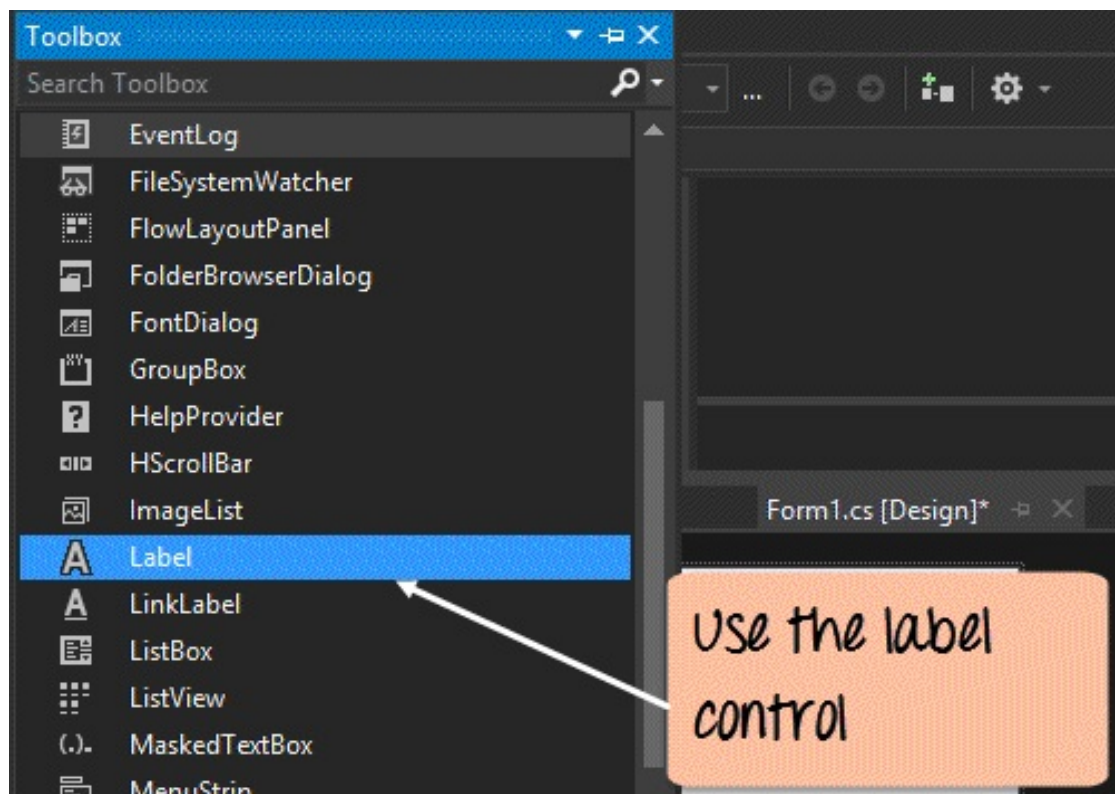 Toolbox
Search Toolbox
...
EventLog
FileSystemWatcher
FlowLayoutPanel
FolderBrowserDialog
FontDialog
GroupBox
HelpProvider
HScrollBar
ImageList
Form1.cs [Design]*
Label
LinkLabel
ListBox
ListView
MaskedTextBox
MenuStrip
Use the label
control